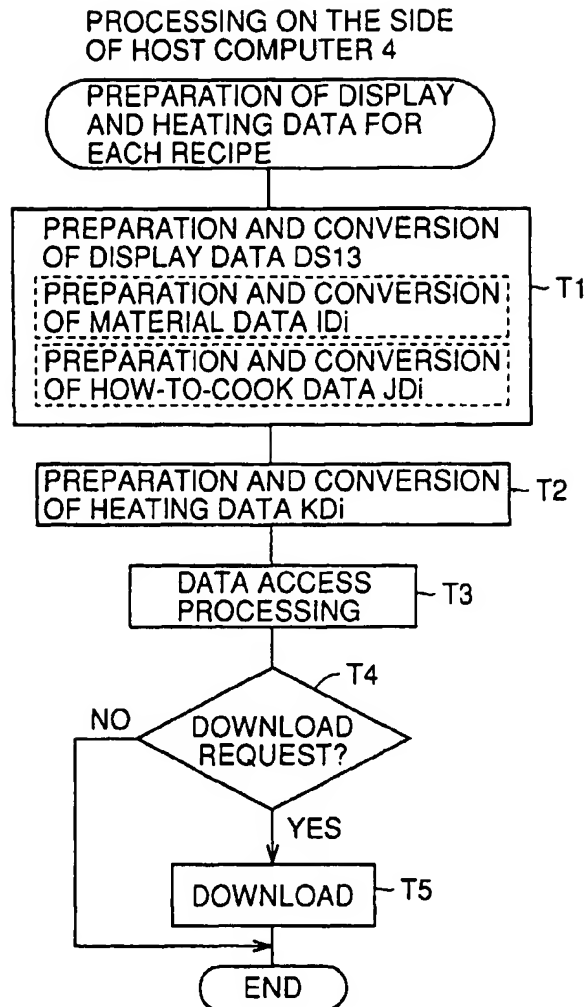 PROCESSING ON THE SIDE
OF HOST COMPUTER 4
PREPARATION OF DISPLAY
AND HEATING DATA FOR
EACH RECIPE
PREPARATION AND CONVERSION
OF DISPLAY DATA DS13
T1
PREPARATION AND CONVERSION
OF MATERIAL DATA IDi
PREPARATION AND CONVERSION
OF HOW-TO-COOK DATA JDi
PREPARATION AND CONVERSION
OF HEATING DATA KDi
T2
DATA ACCESS
PROCESSING
T3
T4
NO
DOWNLOAD
REQUEST?
YES
DOWNLOAD
T5
END